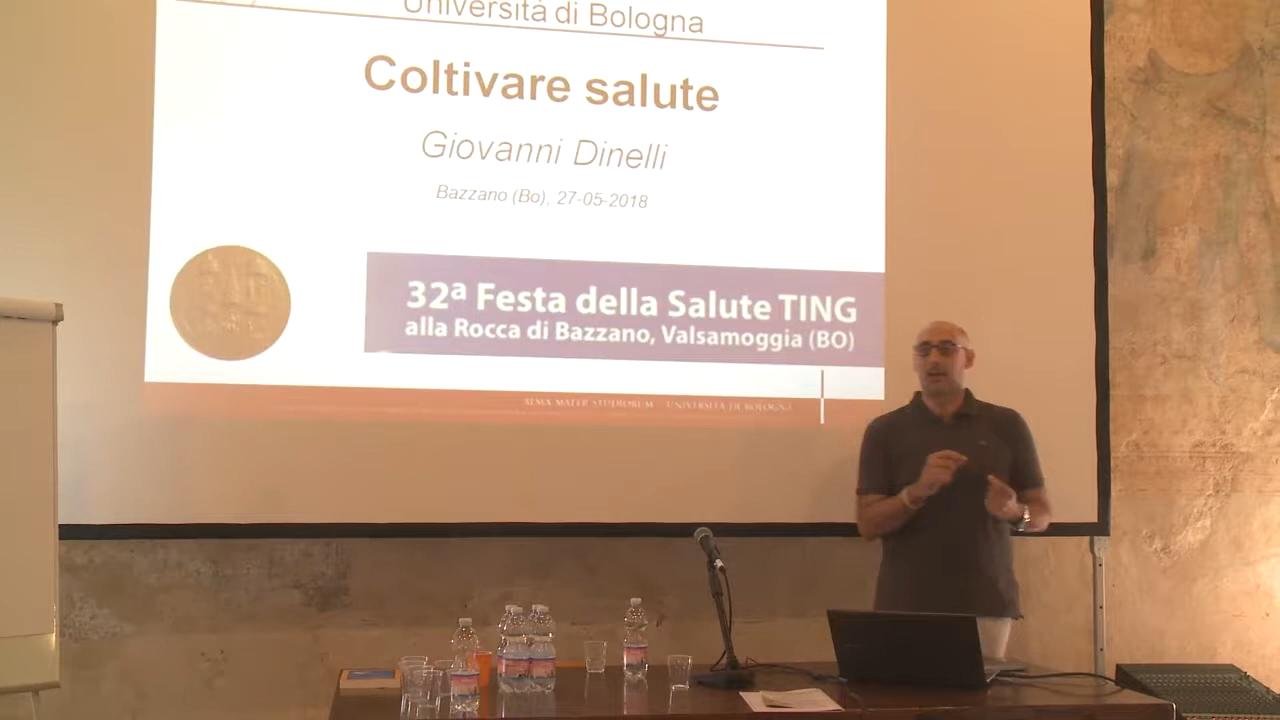 Università di Bologna
Coltivare salute
Giovanni Dinelli
Bazzano (Bo), 27-05-2018
32ª Festa della Salute TING
alla Rocca di Bazzano, Valsamoggia (BO)
ALMA MATER STUDIORUM UNIVERSITÀ DI BOLOGNA